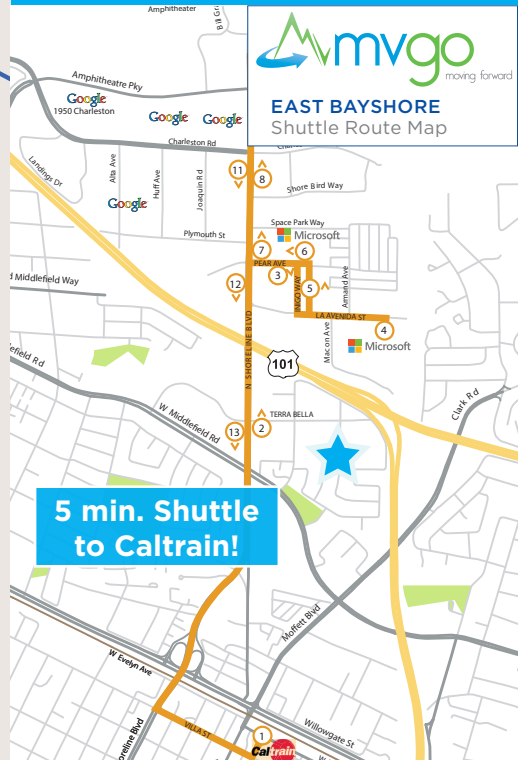 Amphitheater
Bill Gr
mvgo
moving forward
EAST BAYSHORE
Shuttle Route Map
Amphitheatre Pky
Google
1950 Charleston
Google
Google
Charleston Rd
Landings Dr
Alta Ave
Huff Ave
Joaquin Rd
11
8
Shore Bird Way
Google
Space Park Way
Plymouth St
Microsoft
7
6
PEAR AVE
3
d Middlefield Way
12
INIGO WAY
5
Armand Ave
LA AVENIDA ST
4
Macon Ave
Microsoft
N SHORELINE BLVD
101
efield Rd
Clark Rd
W Middlefield Rd
TERRA BELLA
2
13
5 min. Shuttle
to Caltrain!
Moffett Blvd
W Evelyn Ave
oreline Blvd
VILLA ST
1
Willowgate St
Caltrain